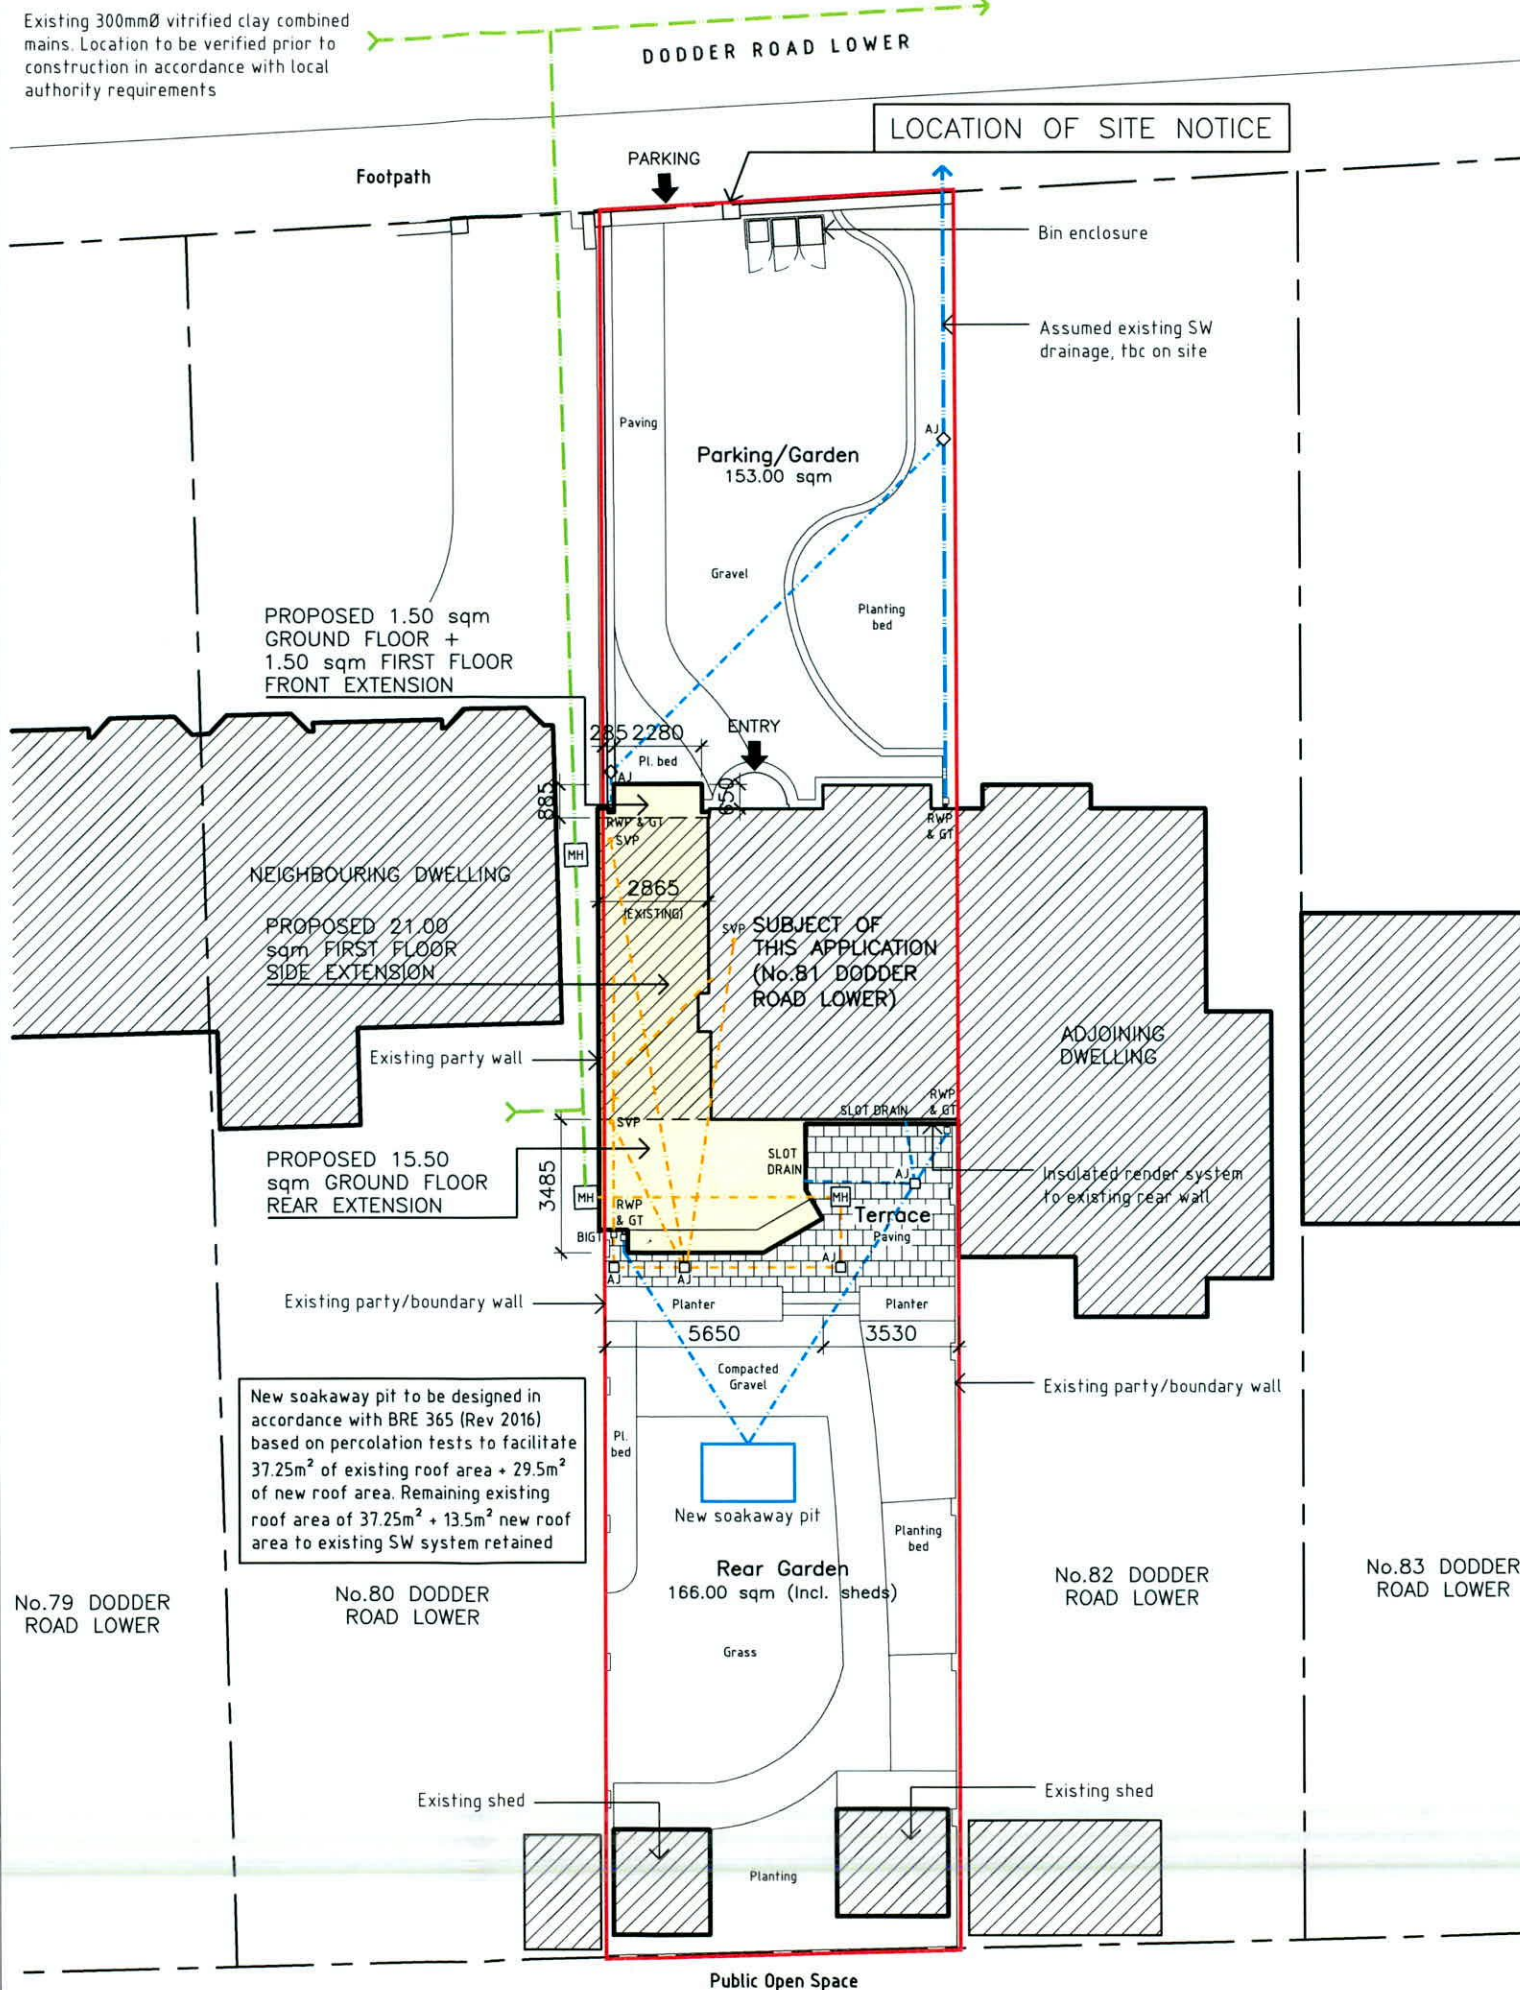 Existing 300mmØ vitrified clay combined
mains. Location to be verified prior to
construction in accordance with local
authority requirements
DODDER ROAD LOWER
LOCATION OF SITE NOTICE
PARKING
Footpath
Bin enclosure
Assumed existing SW
drainage, tbc on site
Paving
AJ
Parking/Garden
153.00 sqm
Gravel
Planting
bed
PROPOSED 1.50 sqm
GROUND FLOOR +
1.50 sqm FIRST FLOOR
FRONT EXTENSION
285 2280
ENTRY
Pl. bed
AJ
885
650
RWP & GT
SVP
RWP
& GT
MH
NEIGHBOURING DWELLING
2865
(EXISTING)
PROPOSED 21.00
sqm FIRST FLOOR
SIDE EXTENSION
SVP
SUBJECT OF
THIS APPLICATION
(No.81 DODDER
ROAD LOWER)
ADJOINING
DWELLING
Existing party wall
RWP
& GT
SLOT DRAIN
SVP
SLOT
DRAIN
PROPOSED 15.50
sqm GROUND FLOOR
REAR EXTENSION
3485
AJ
Insulated render system
to existing rear wall
MH
RWP
& GT
MH
Terrace
Paving
BIGT
AJ
AJ
AJ
Existing party/boundary wall
Planter
Planter
5650
3530
Compacted
Gravel
Existing party/boundary wall
New soakaway pit to be designed in
accordance with BRE 365 (Rev 2016)
based on percolation tests to facilitate
37.25m² of existing roof area + 29.5m²
of new roof area. Remaining existing
roof area of 37.25m² + 13.5m² new roof
area to existing SW system retained
Pl.
bed
New soakaway pit
Planting
bed
Rear Garden
166.00 sqm (Incl. sheds)
No.79 DODDER
ROAD LOWER
No.80 DODDER
ROAD LOWER
No.82 DODDER
ROAD LOWER
No.83 DODDER
ROAD LOWER
Grass
Existing shed
Existing shed
Planting
Public Open Space